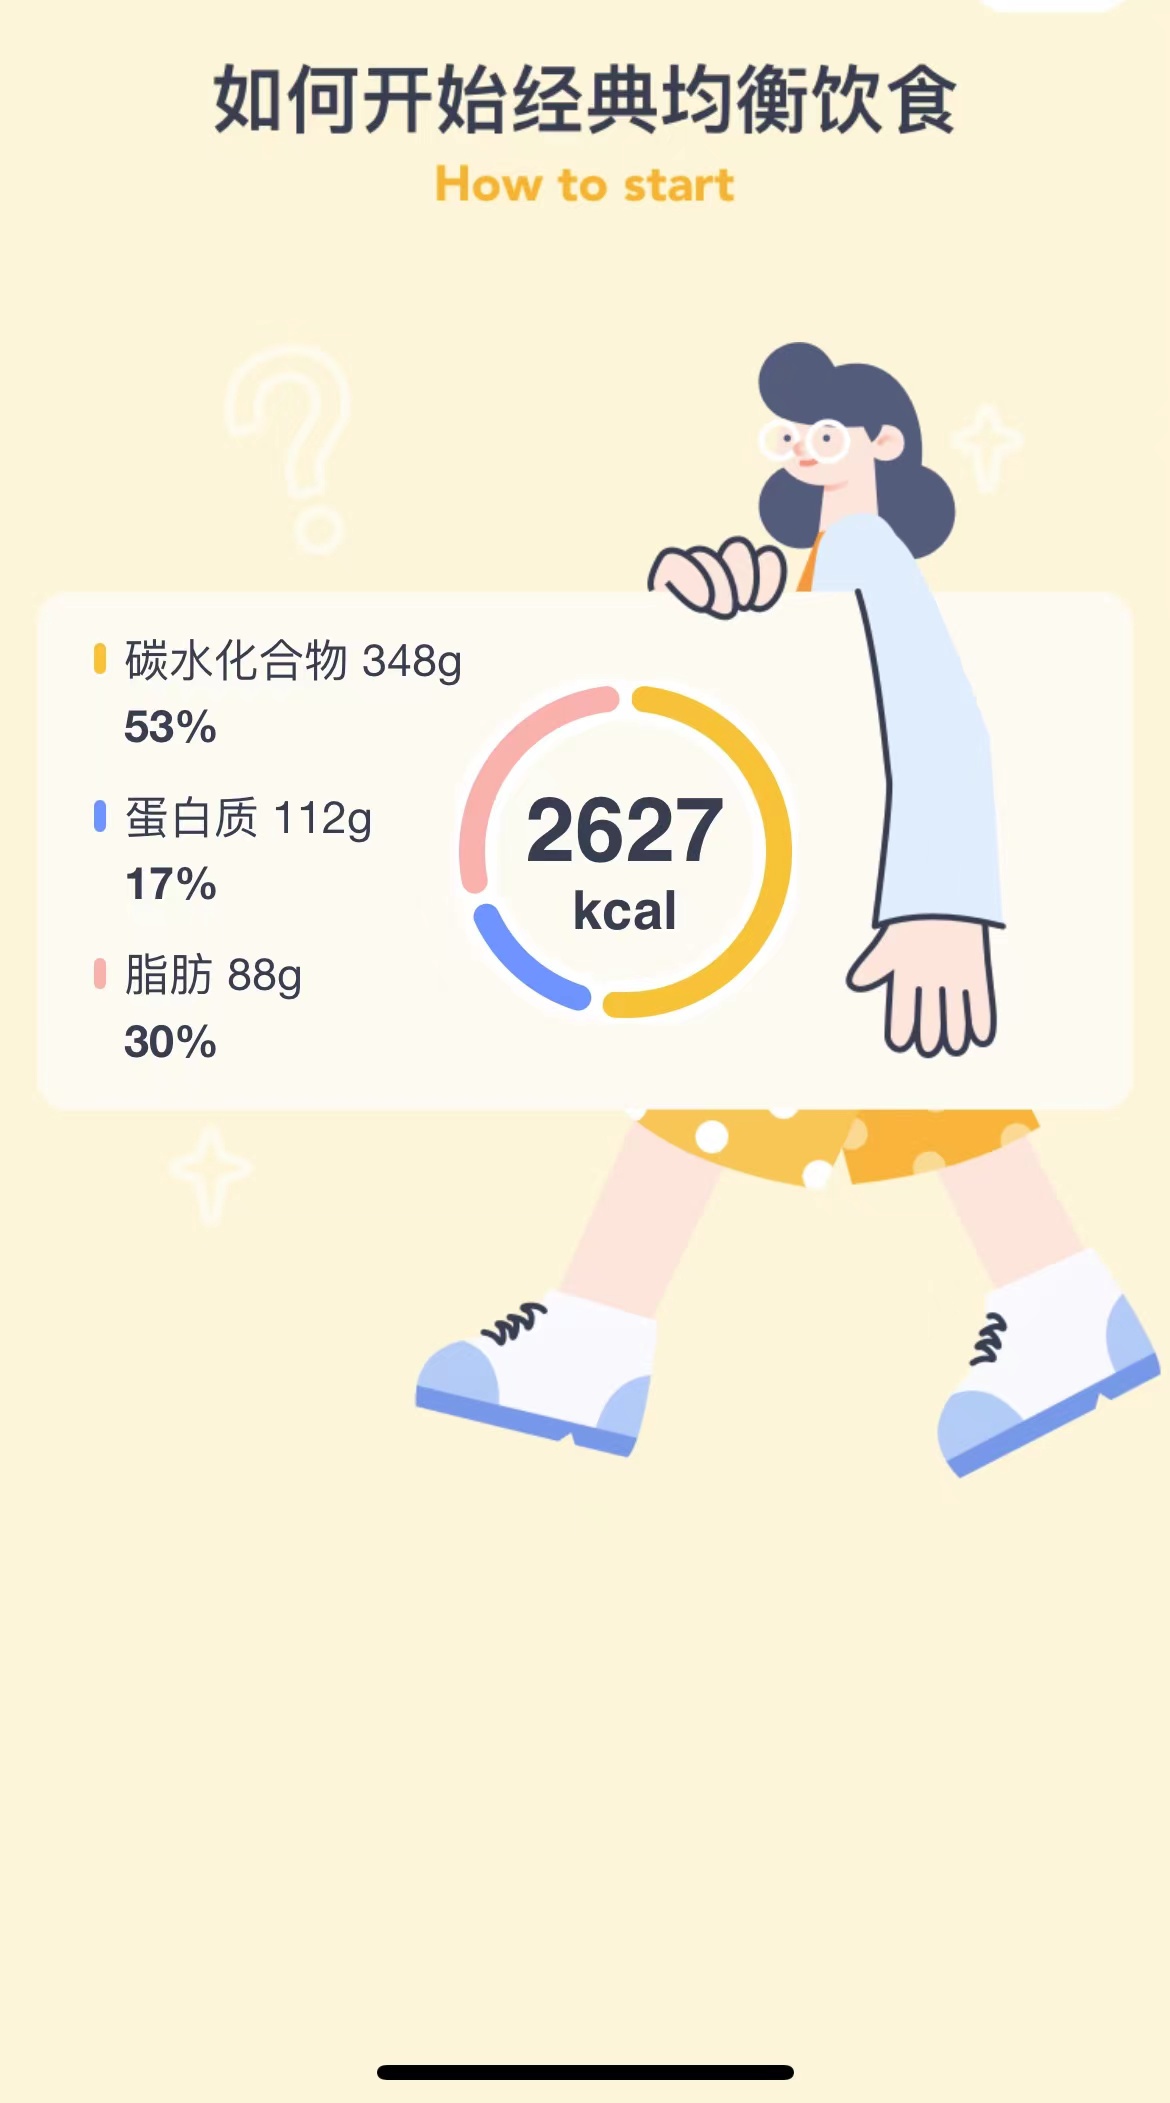 如何开始经典均衡饮食
How to start
碳水化合物 348g
53%
蛋白质 112g
17%
脂肪 88g
30%
2627
kcal